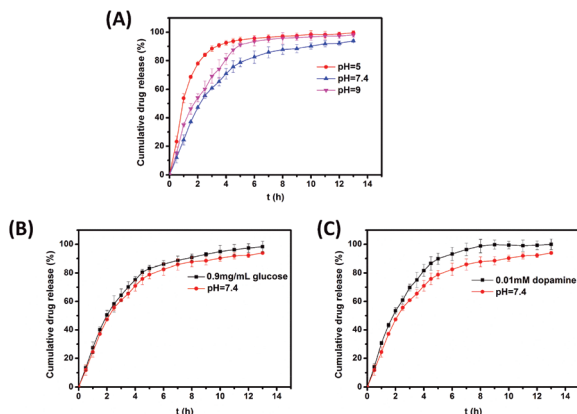 (A)
Cumulative drug release (%)
100
80
60
40
20
0
pH=5
pH=7.4
pH=9
0 2 4 6 8 10 12 14
t (h)
(B)
Cumulative drug release (%)
100
80
60
40
20
0
0.9mg/mL glucose
pH=7.4
0 2 4 6 8 10 12 14
t (h)
(C)
Cumulative drug release (%)
100
80
60
40
20
0
0.01mM dopamine
pH=7.4
0 2 4 6 8 10 12 14
t (h)